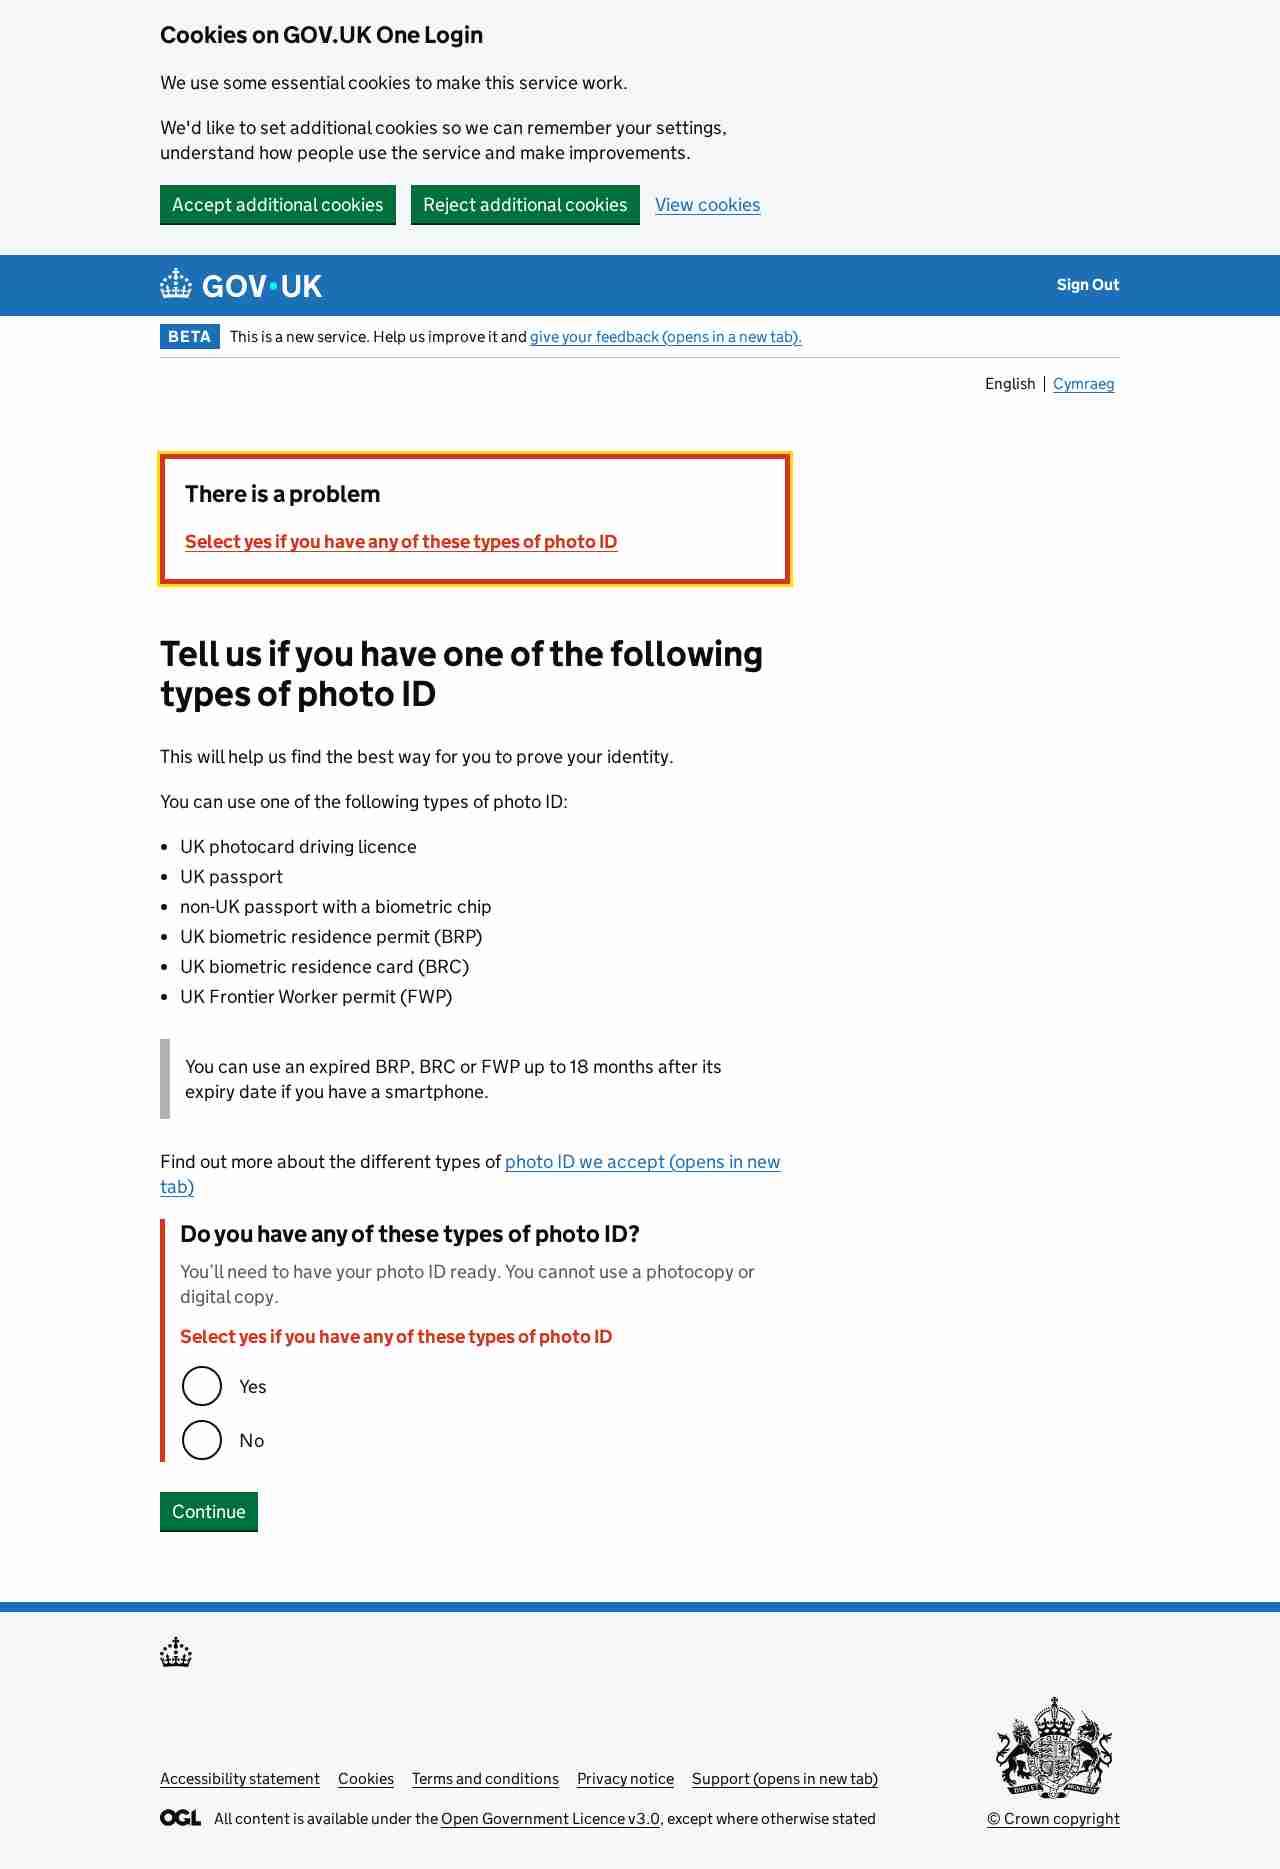 Cookies on GOV.UK One Login
We use some essential cookies to make this service work.
We'd like to set additional cookies so we can remember your settings,
understand how people use the service and make improvements.
Accept additional cookies Reject additional cookies View cookies
GOV·UK Sign Out
BETA This is a new service. Help us improve it and give your feedback (opens in a new tab).
English | Cymraeg
There is a problem
Select yes if you have any of these types of photo ID
Tell us if you have one of the following
types of photo ID
This will help us find the best way for you to prove your identity.
You can use one of the following types of photo ID:
• UK photocard driving licence
• UK passport
• non-UK passport with a biometric chip
• UK biometric residence permit (BRP)
• UK biometric residence card (BRC)
• UK Frontier Worker permit (FWP)
You can use an expired BRP, BRC or FWP up to 18 months after its
expiry date if you have a smartphone.
Find out more about the different types of photo ID we accept (opens in new
tab)
Do you have any of these types of photo ID?
You’ll need to have your photo ID ready. You cannot use a photocopy or
digital copy.
Select yes if you have any of these types of photo ID
Yes
No
Continue
Accessibility statement Cookies Terms and conditions Privacy notice Support (opens in new tab)
OGL All content is available under the Open Government Licence v3.0, except where otherwise stated
© Crown copyright